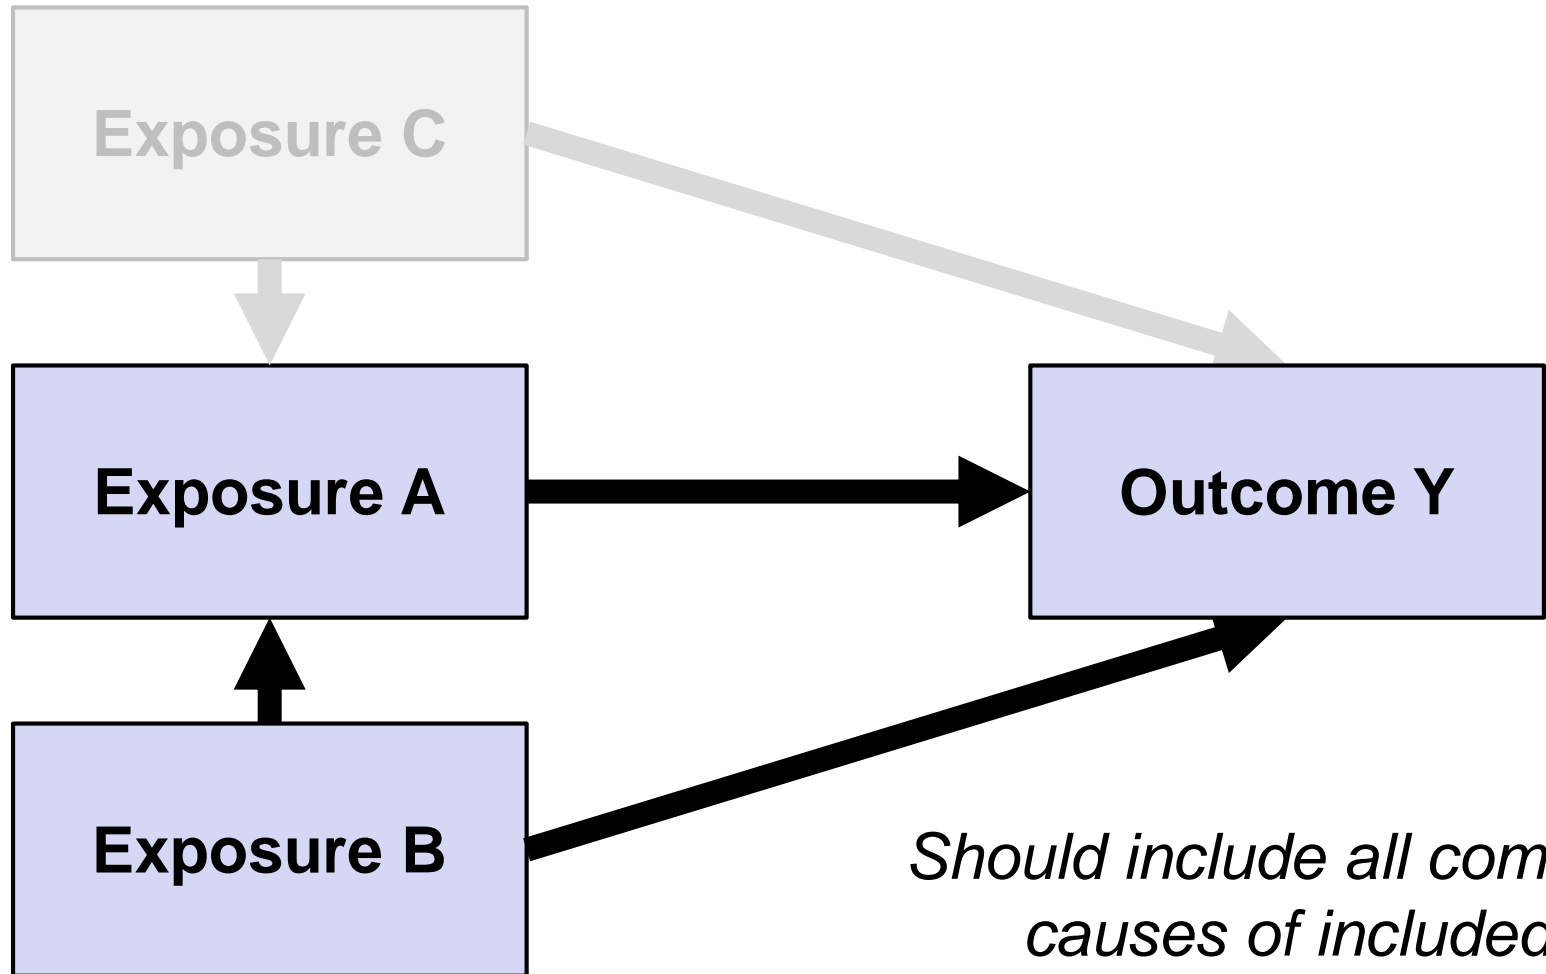 Exposure C
Exposure A
Outcome Y
Exposure B
Should include all com
causes of included